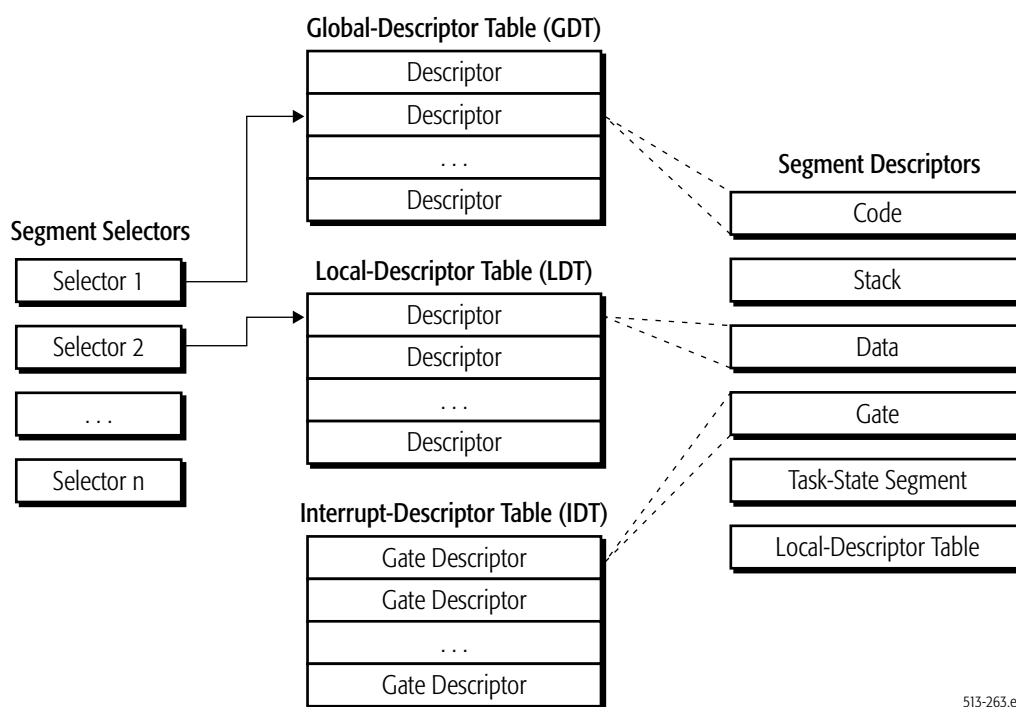 Global-Descriptor Table (GDT)
Descriptor
Descriptor
. . .
Descriptor
Segment Selectors
Selector 1
Selector 2
. . .
Selector n
Local-Descriptor Table (LDT)
Descriptor
Descriptor
. . .
Descriptor
Interrupt-Descriptor Table (IDT)
Gate Descriptor
Gate Descriptor
. . .
Gate Descriptor
Segment Descriptors
Code
Stack
Data
Gate
Task-State Segment
Local-Descriptor Table